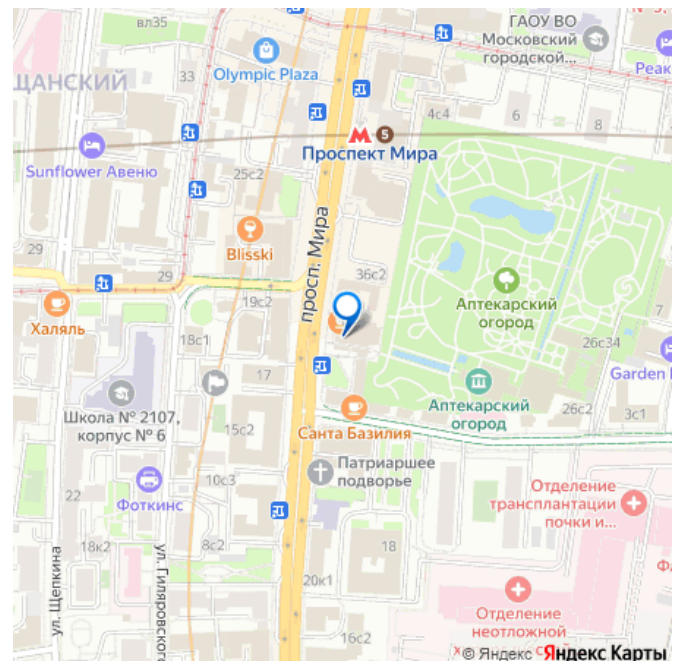 вл35
ГАОУ ВО
Московский
городской...
Olympic Plaza
33
Реак
ЩАНСКИЙ
4с4
6
8
5
Проспект Мира
Sunflower Авеню
25с2
просп. Мира
Blisski
29
29
36с2
Аптекарский
огород
19с2
Халяль
18с1
26с34
Garden
17
Аптекарский
огород
26с2
3с1
Школа № 2107,
корпус № 6
Санта Базилия
15с2
Патриаршее
подворье
22
10с3
Фоткинс
Отделение
трансплантации
почки и...
18к2
8с2
18
ул. Щепкина
ул. Гиляровского
20к1
Отделение
неотложной
16с2
© Яндекс Яндекс Карты